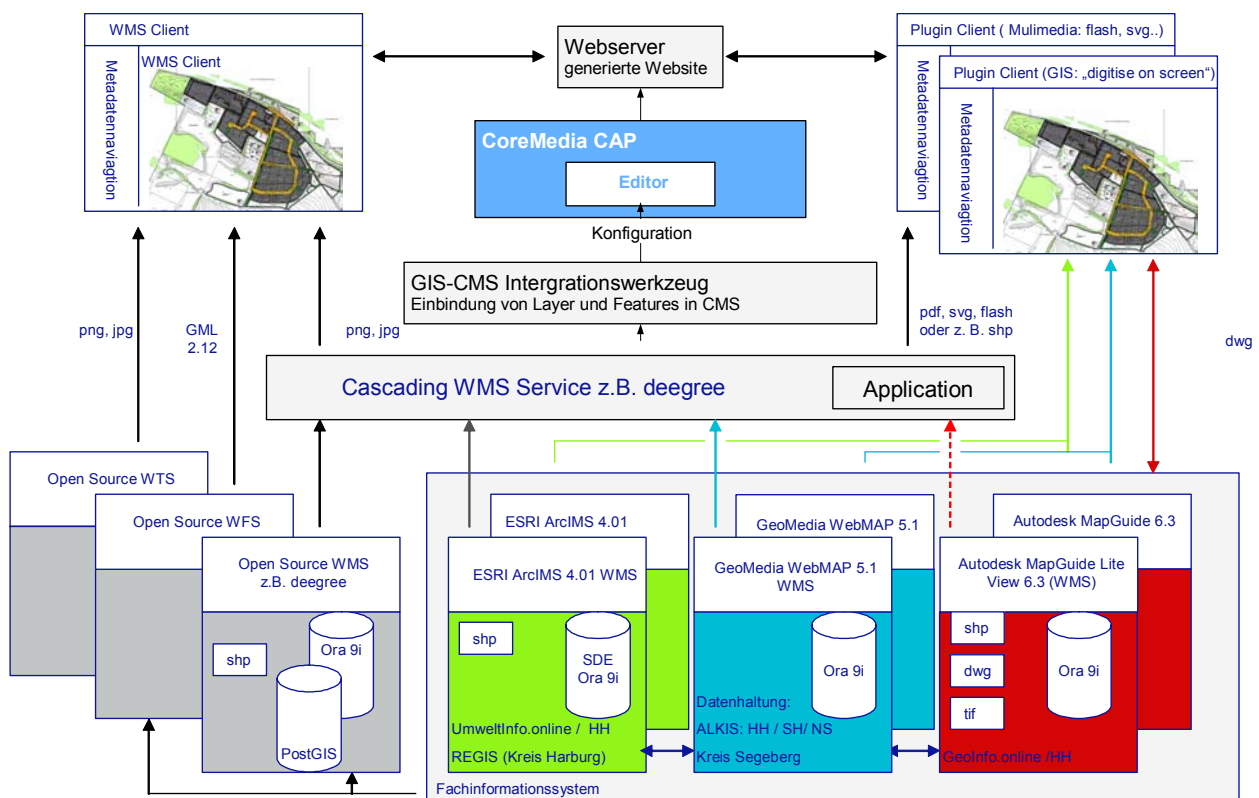 WMS Client
WMS Client
Metadatennaviagtion
Webserver
generierte Website
Plugin Client ( Mulimedia: flash, svg..)
Plugin Client (GIS: „digitise on screen“)
Metadatennaviagtion
Metadatennaviagtion
CoreMedia CAP
Editor
Konfiguration
GIS-CMS Intergrationswerkzeug
Einbindung von Layer und Features in CMS
png, jpg
GML
2.12
png, jpg
pdf, svg, flash
oder z. B. shp
dwg
Cascading WMS Service z.B. deegree
Application
Open Source WTS
Open Source WFS
Open Source WMS
z.B. deegree
shp
Ora 9i
PostGIS
ESRI ArcIMS 4.01
ESRI ArcIMS 4.01 WMS
shp
SDE
Ora 9i
UmweltInfo.online / HH
REGIS (Kreis Harburg)
GeoMedia WebMAP 5.1
GeoMedia WebMAP 5.1
WMS
Ora 9i
Datenhaltung:
ALKIS: HH / SH/ NS
Kreis Segeberg
Autodesk MapGuide 6.3
Autodesk MapGuide Lite
View 6.3 (WMS)
shp
dwg
tif
Ora 9i
GeoInfo.online /HH
Fachinformationssystem